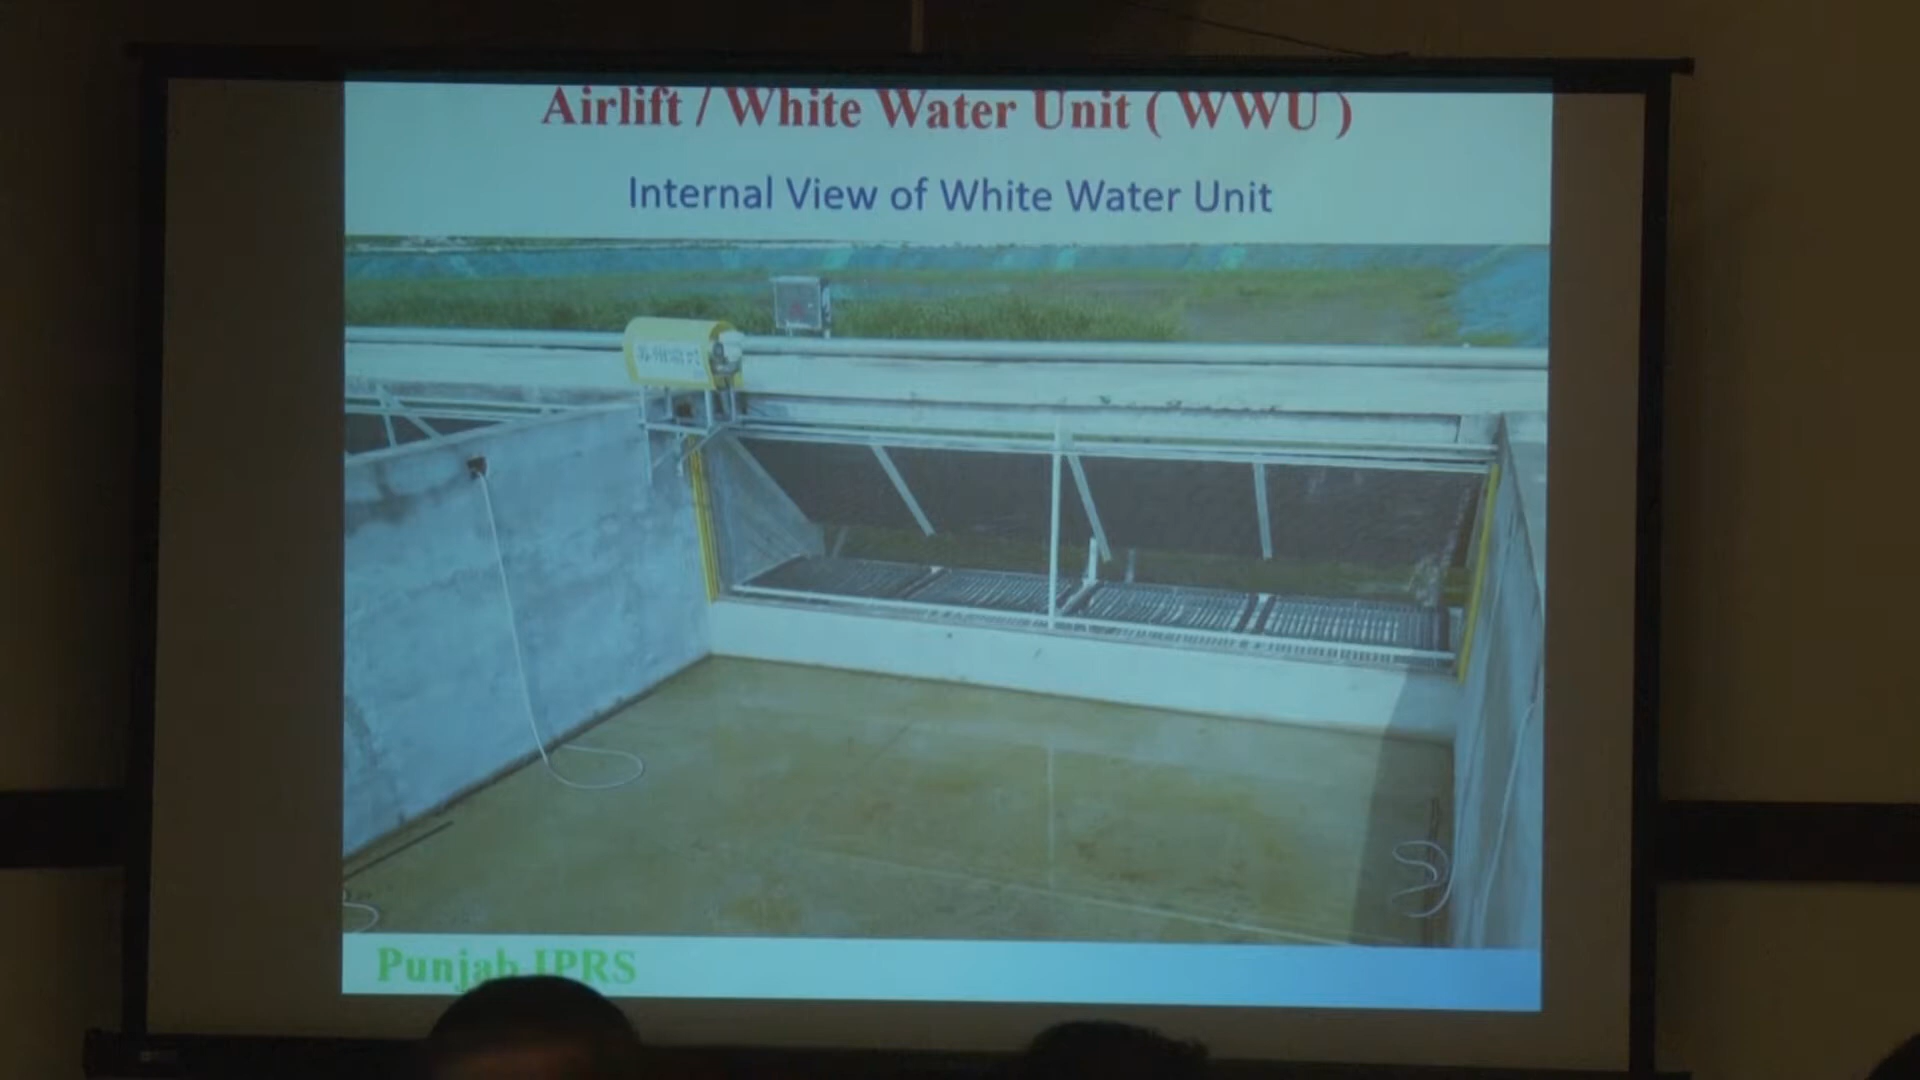 Airlift / White Water Unit ( WWU )
Internal View of White Water Unit
Punjab IPRS